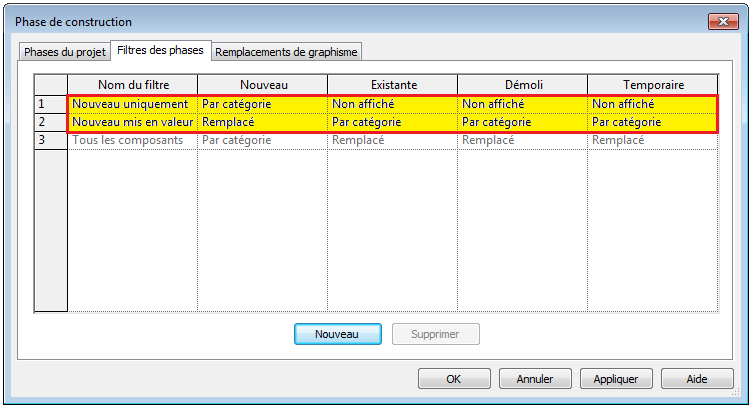 Phase de construction
Phases du projet Filtres des phases Remplacements de graphisme
Nom du filtre Nouveau Existante Démoli Temporaire
1 Nouveau uniquement Par catégorie Non affiché Non affiché Non affiché
2 Nouveau mis en valeur Remplacé Par catégorie Par catégorie Par catégorie
3 Tous les composants Par catégorie Remplacé Remplacé Remplacé
Nouveau Supprimer
OK Annuler Appliquer Aide